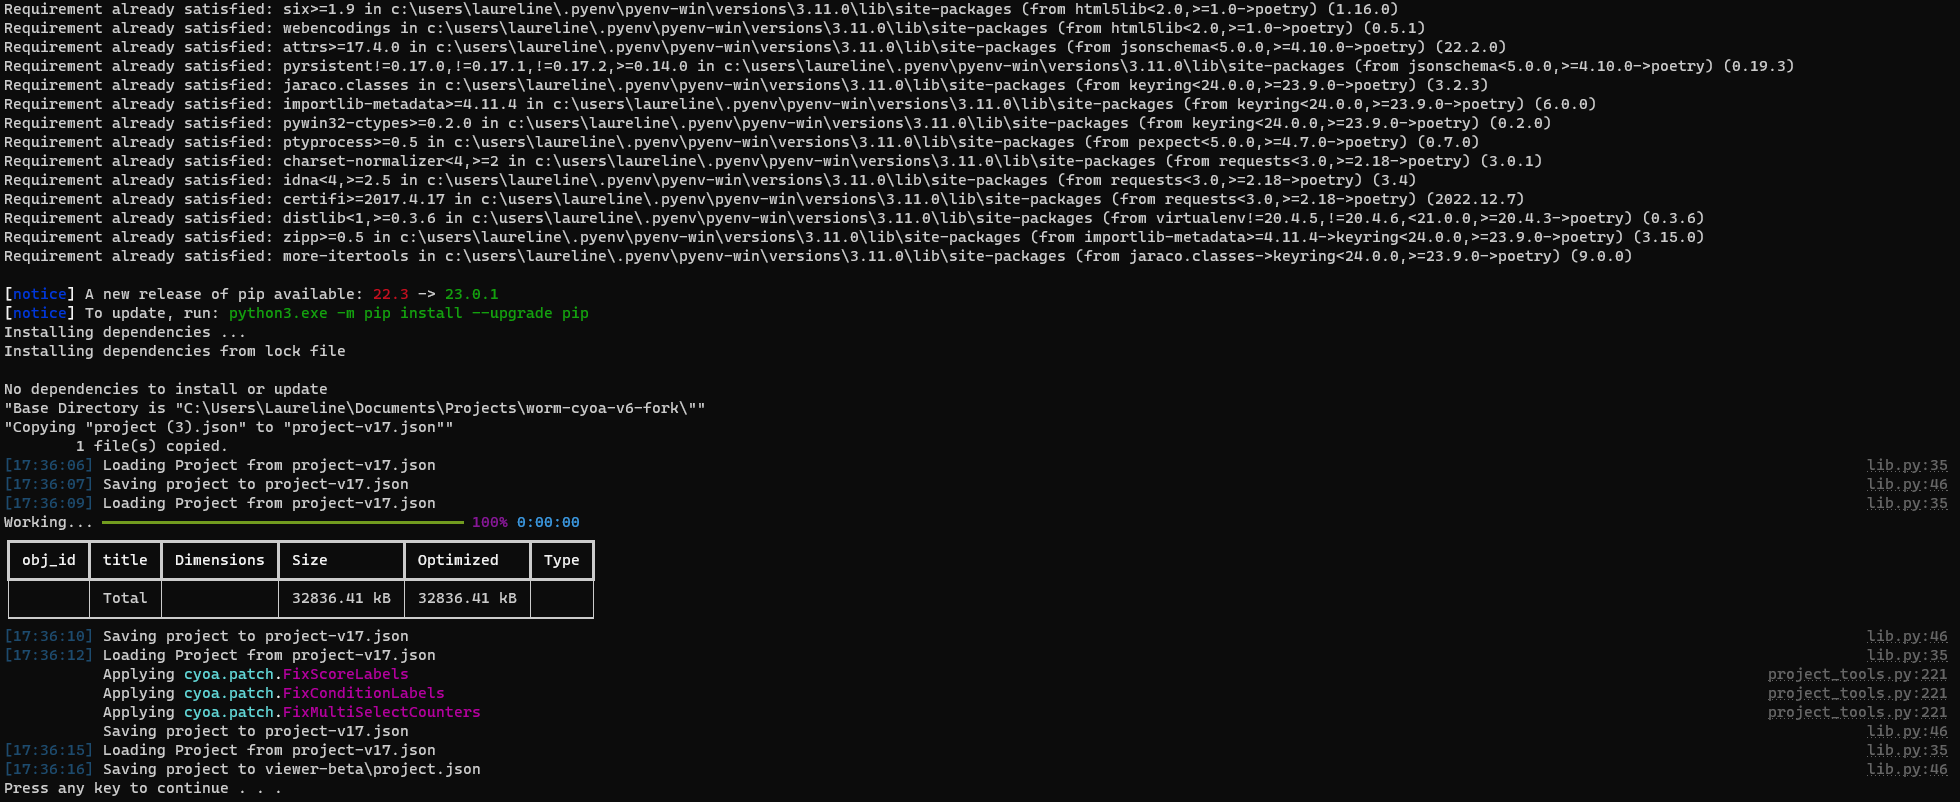 Requirement already satisfied: six>=1.9 in c:\users\laureline\.pyenv\pyenv-win\versions\3.11.0\lib\site-packages (from html5lib<2.0,>=1.0->poetry) (1.16.0)
Requirement already satisfied: webencodings in c:\users\laureline\.pyenv\pyenv-win\versions\3.11.0\lib\site-packages (from html5lib<2.0,>=1.0->poetry) (0.5.1)
Requirement already satisfied: attrs>=17.4.0 in c:\users\laureline\.pyenv\pyenv-win\versions\3.11.0\lib\site-packages (from jsonschema<5.0.0,>=4.10.0->poetry) (22.2.0)
Requirement already satisfied: pyrsistent!=0.17.0,!=0.17.1,!=0.17.2,>=0.14.0 in c:\users\laureline\.pyenv\pyenv-win\versions\3.11.0\lib\site-packages (from jsonschema<5.0.0,>=4.10.0->poetry) (0.19.3)
Requirement already satisfied: jaraco.classes in c:\users\laureline\.pyenv\pyenv-win\versions\3.11.0\lib\site-packages (from keyring<24.0.0,>=23.9.0->poetry) (3.2.3)
Requirement already satisfied: importlib-metadata>=4.11.4 in c:\users\laureline\.pyenv\pyenv-win\versions\3.11.0\lib\site-packages (from keyring<24.0.0,>=23.9.0->poetry) (6.0.0)
Requirement already satisfied: pywin32-ctypes>=0.2.0 in c:\users\laureline\.pyenv\pyenv-win\versions\3.11.0\lib\site-packages (from keyring<24.0.0,>=23.9.0->poetry) (0.2.0)
Requirement already satisfied: ptyprocess>=0.5 in c:\users\laureline\.pyenv\pyenv-win\versions\3.11.0\lib\site-packages (from pexpect<5.0.0,>=4.7.0->poetry) (0.7.0)
Requirement already satisfied: charset-normalizer<4,>=2 in c:\users\laureline\.pyenv\pyenv-win\versions\3.11.0\lib\site-packages (from requests<3.0,>=2.18->poetry) (3.0.1)
Requirement already satisfied: idna<4,>=2.5 in c:\users\laureline\.pyenv\pyenv-win\versions\3.11.0\lib\site-packages (from requests<3.0,>=2.18->poetry) (3.4)
Requirement already satisfied: certifi>=2017.4.17 in c:\users\laureline\.pyenv\pyenv-win\versions\3.11.0\lib\site-packages (from requests<3.0,>=2.18->poetry) (2022.12.7)
Requirement already satisfied: distlib<1,>=0.3.6 in c:\users\laureline\.pyenv\pyenv-win\versions\3.11.0\lib\site-packages (from virtualenv!=20.4.5,!=20.4.6,<21.0.0,>=20.4.3->poetry) (0.3.6)
Requirement already satisfied: zipp>=0.5 in c:\users\laureline\.pyenv\pyenv-win\versions\3.11.0\lib\site-packages (from importlib-metadata>=4.11.4->keyring<24.0.0,>=23.9.0->poetry) (3.15.0)
Requirement already satisfied: more-itertools in c:\users\laureline\.pyenv\pyenv-win\versions\3.11.0\lib\site-packages (from jaraco.classes->keyring<24.0.0,>=23.9.0->poetry) (9.0.0)
[notice] A new release of pip available: 22.3 -> 23.0.1
[notice] To update, run: python3.exe -m pip install --upgrade pip
Installing dependencies ...
Installing dependencies from lock file
No dependencies to install or update
"Base Directory is "C:\Users\Laureline\Documents\Projects\worm-cyoa-v6-fork\""
"Copying "project (3).json" to "project-v17.json""
1 file(s) copied.
[17:36:06] Loading Project from project-v17.json lib.py:35
[17:36:07] Saving project to project-v17.json lib.py:46
[17:36:09] Loading Project from project-v17.json lib.py:35
Working... 100% 0:00:00
obj_id title Dimensions Size Optimized Type
Total 32836.41 kB 32836.41 kB
[17:36:10] Saving project to project-v17.json lib.py:46
[17:36:12] Loading Project from project-v17.json lib.py:35
Applying cyoa.patch.FixScoreLabels project_tools.py:221
Applying cyoa.patch.FixConditionLabels project_tools.py:221
Applying cyoa.patch.FixMultiSelectCounters project_tools.py:221
Saving project to project-v17.json lib.py:46
[17:36:15] Loading Project from project-v17.json lib.py:35
[17:36:16] Saving project to viewer-beta\project.json lib.py:46
Press any key to continue . . .